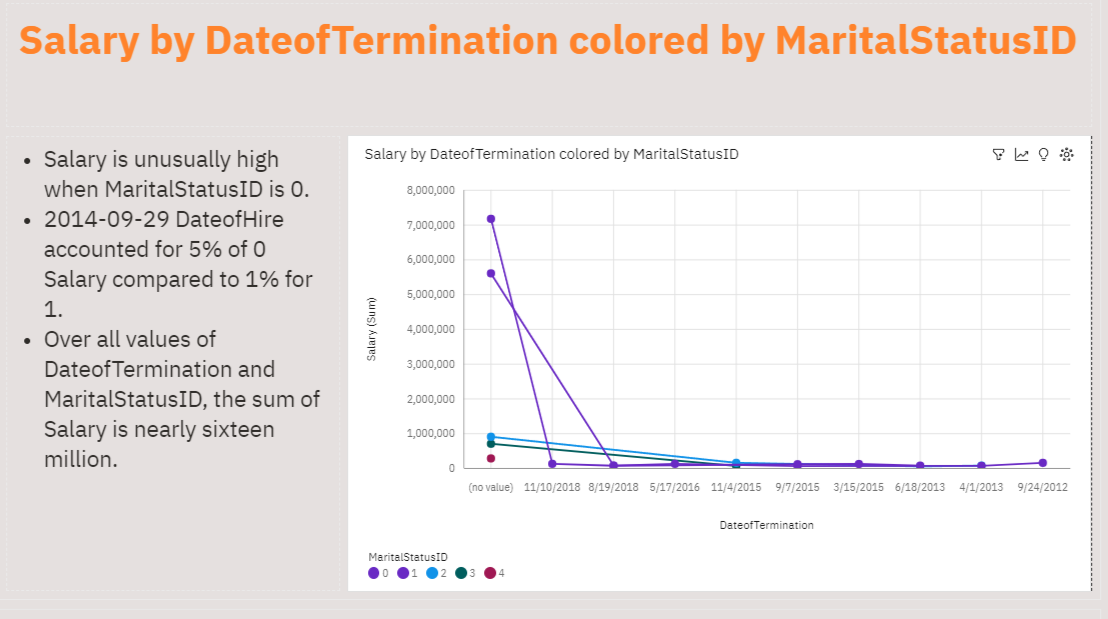 Salary by DateofTermination colored by MaritalStatusID
• Salary is unusually high
when MaritalStatusID is 0.
• 2014-09-29 DateofHire
accounted for 5% of 0
Salary compared to 1% for
1.
• Over all values of
DateofTermination and
MaritalStatusID, the sum of
Salary is nearly sixteen
million.
Salary by DateofTermination colored by MaritalStatusID
8,000,000
7,000,000
6,000,000
5,000,000
4,000,000
3,000,000
2,000,000
1,000,000
0
Salary (Sum)
(no value) 11/10/2018 8/19/2018 5/17/2016 11/4/2015 9/7/2015 3/15/2015 6/18/2013 4/1/2013 9/24/2012
DateofTermination
MaritalStatusID
0 1 2 3 4